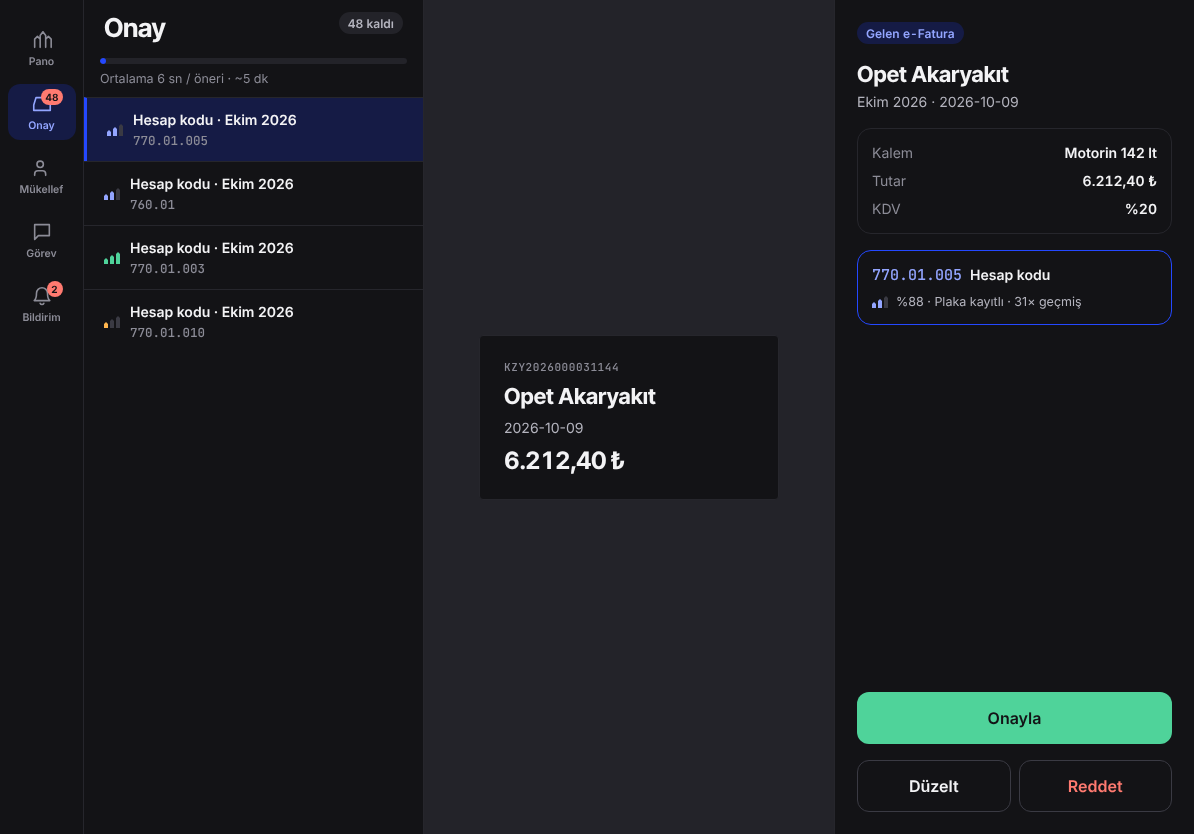 Pano
48
Onay
Mükellef
Görev
2
Bildirim
Onay
48 kaldı
Ortalama 6 sn / öneri · ~5 dk
Hesap kodu · Ekim 2026
770.01.005
Hesap kodu · Ekim 2026
760.01
Hesap kodu · Ekim 2026
770.01.003
Hesap kodu · Ekim 2026
770.01.010
KZY2026000031144
Opet Akaryakıt
2026-10-09
6.212,40 ₺
Gelen e-Fatura
Opet Akaryakıt
Ekim 2026 · 2026-10-09
Kalem Motorin 142 lt
Tutar 6.212,40 ₺
KDV %20
770.01.005 Hesap kodu
%88 · Plaka kayıtlı · 31× geçmiş
Onayla
Düzelt
Reddet